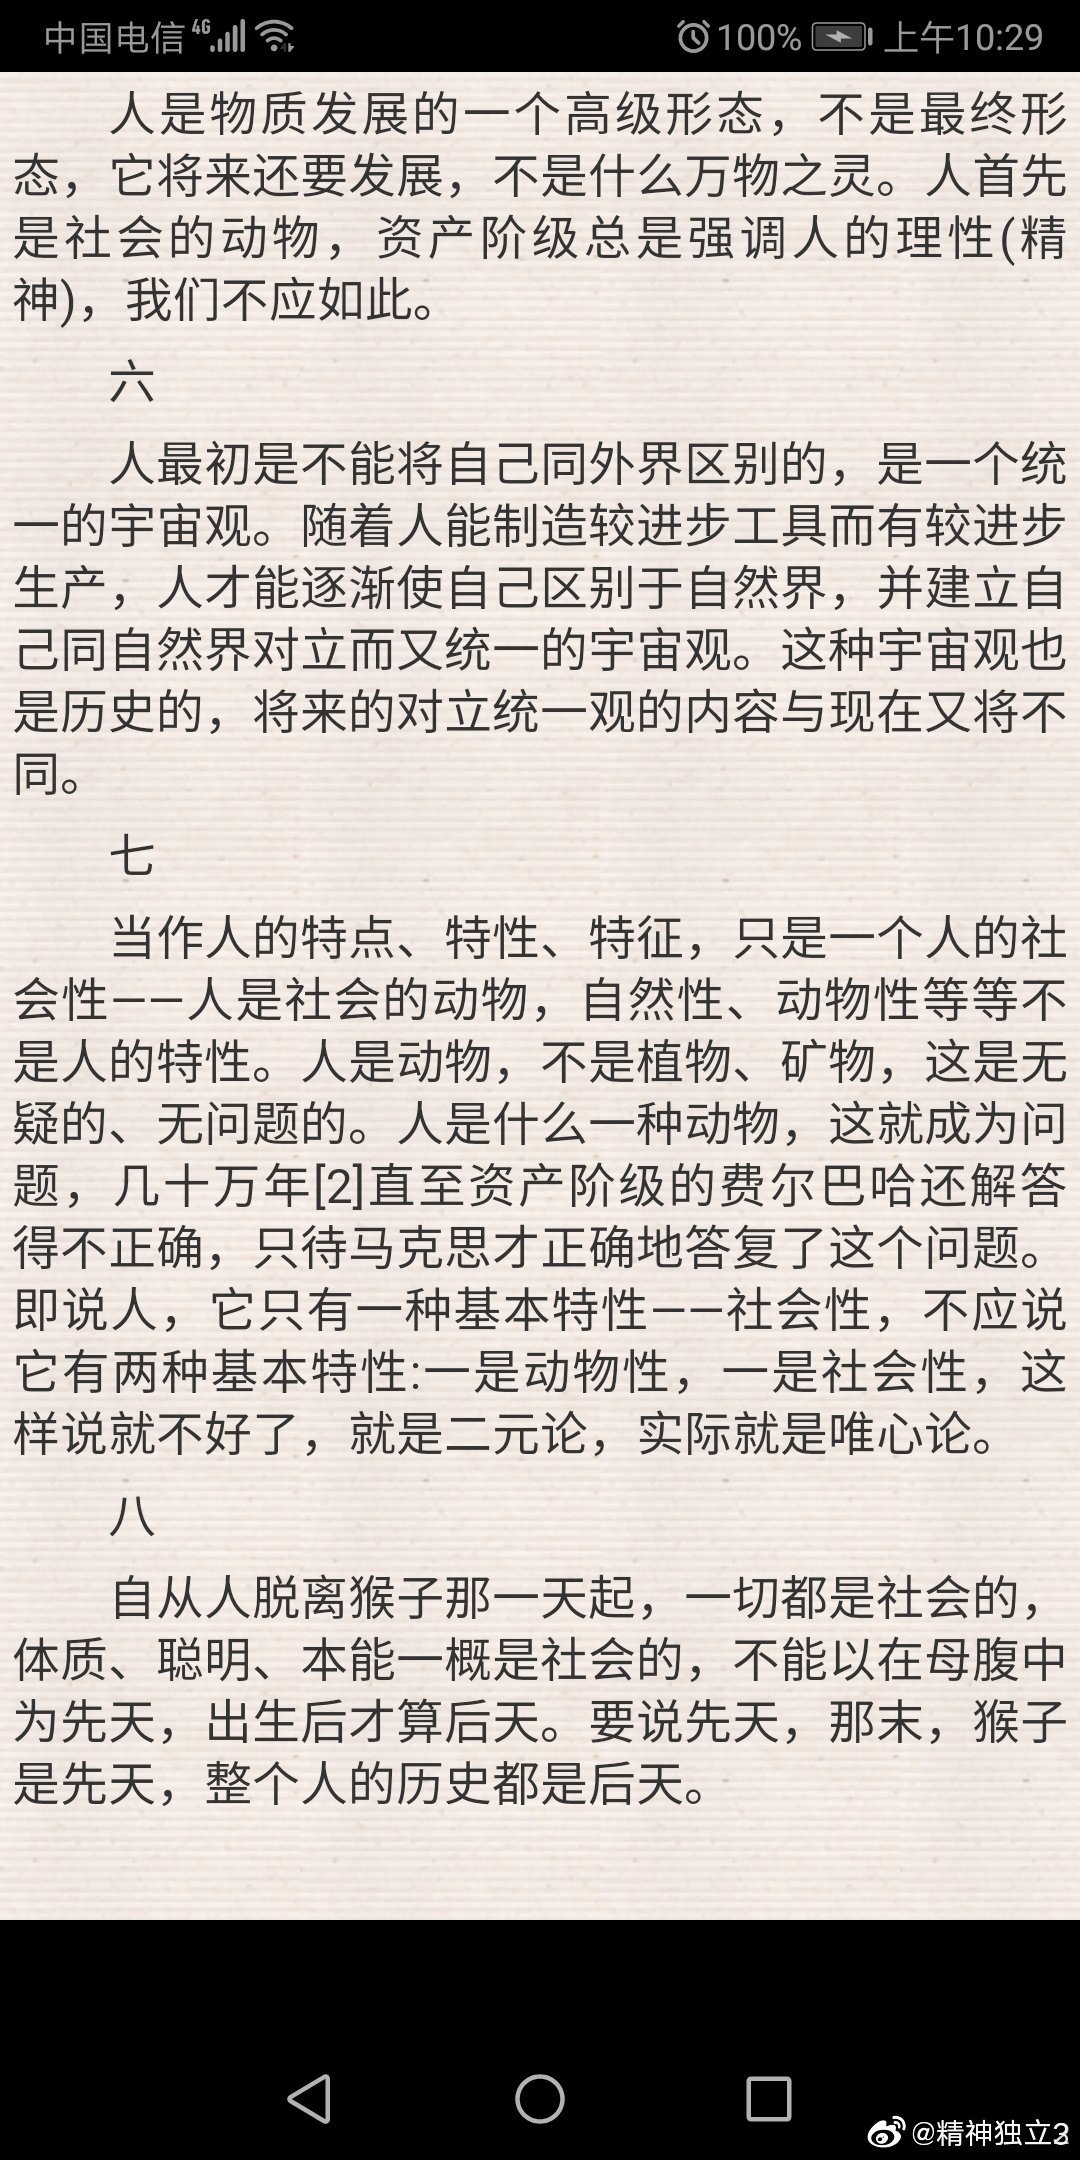 中国电信 4G 100% 上午10:29
人是物质发展的一个高级形态，不是最终形
态，它将来还要发展，不是什么万物之灵。人首先
是社会的动物，资产阶级总是强调人的理性(精
神)，我们不应如此。
六
人最初是不能将自己同外界区别的，是一个统
一的宇宙观。随着人能制造较进步工具而有较进步
生产，人才能逐渐使自己区别于自然界，并建立自
己同自然界对立而又统一的宇宙观。这种宇宙观也
是历史的，将来的对立统一观的内容与现在又将不
同。
七
当作人的特点、特性、特征，只是一个人的社
会性——人是社会的动物，自然性、动物性等等不
是人的特性。人是动物，不是植物、矿物，这是无
疑的、无问题的。人是什么一种动物，这就成为问
题，几十万年[2]直至资产阶级的费尔巴哈还解答
得不正确，只待马克思才正确地答复了这个问题。
即说人，它只有一种基本特性——社会性，不应说
它有两种基本特性:一是动物性，一是社会性，这
样说就不好了，就是二元论，实际就是唯心论。
八
自从人脱离猴子那一天起，一切都是社会的，
体质、聪明、本能一概是社会的，不能以在母腹中
为先天，出生后才算后天。要说先天，那末，猴子
是先天，整个人的历史都是后天。
@精神独立3